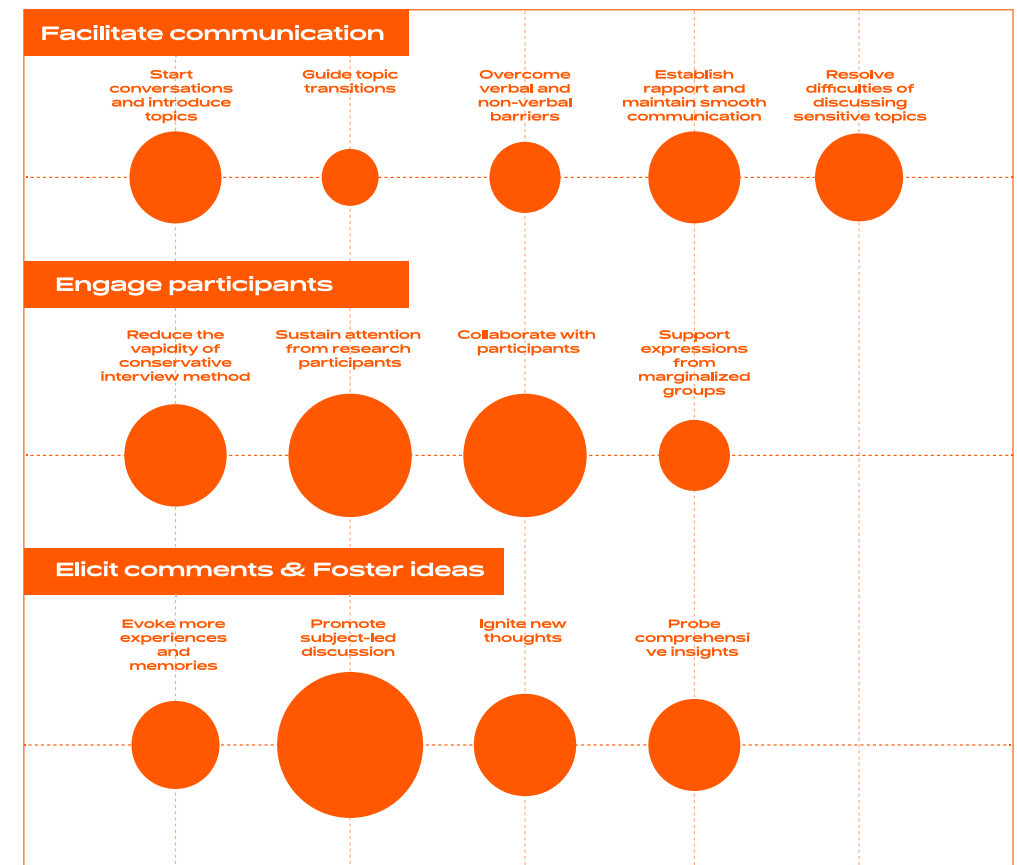 Facilitate communication
Start
conversations
and introduce
topics
Guide topic
transitions
Overcome
verbal and
non-verbal
barriers
Establish
rapport and
maintain smooth
communication
Resolve
difficulties of
discussing
sensitive topics
Engage participants
Reduce the
vapidity of
conservative
interview method
Sustain attention
from research
participants
Collaborate with
participants
Support
expressions
from
marginalized
groups
Elicit comments & Foster ideas
Evoke more
experiences
and
memories
Promote
subject-led
discussion
Ignite new
thoughts
Probe
comprehensi
ve insights